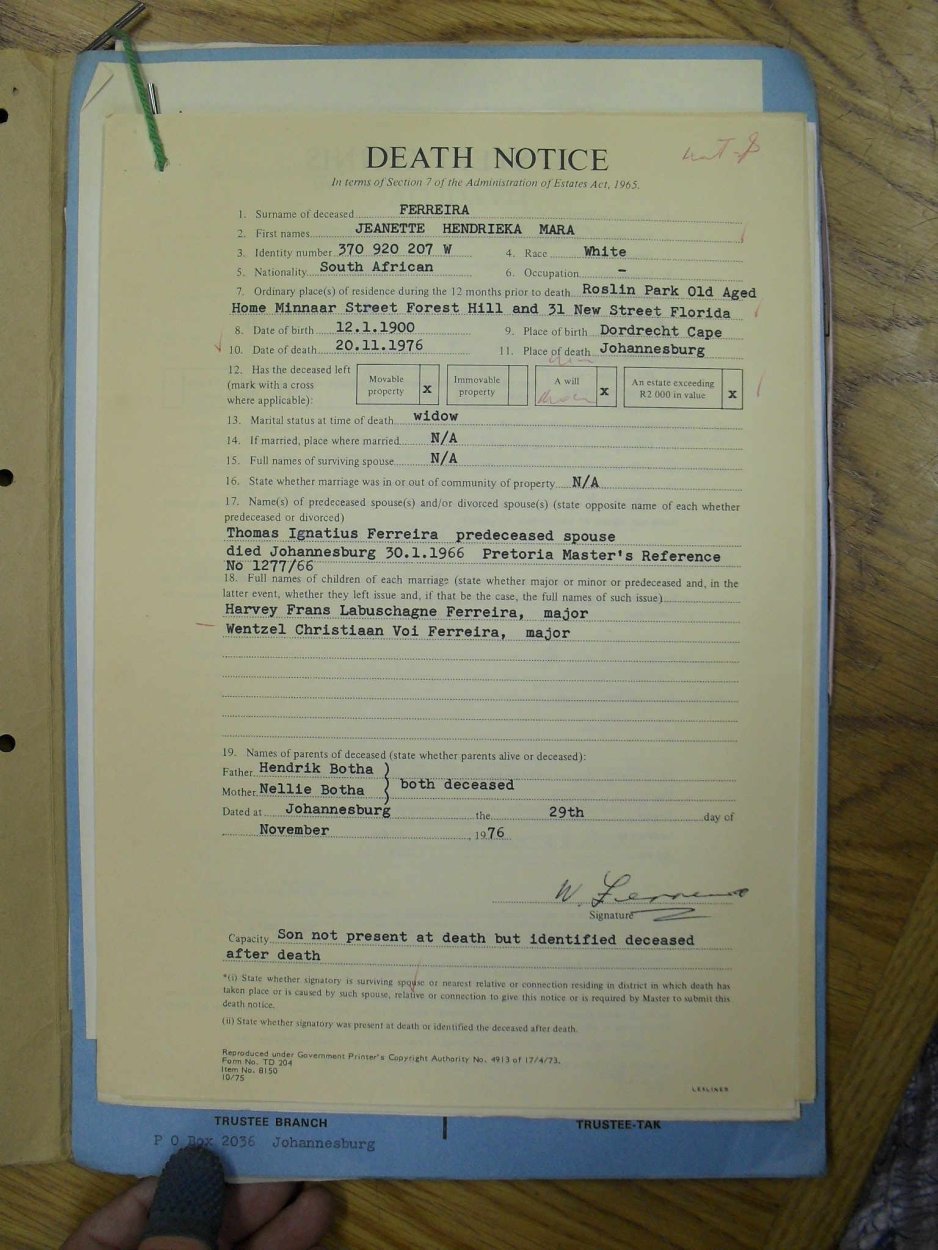 DEATH NOTICE
In terms of Section 7 of the Administration of Estates Act, 1965.
1. Surname of deceased FERREIRA
2. First names JEANETTE HENDRIEKA MARA
3. Identity number 370 920 207 W 4. Race White
5. Nationality South African 6. Occupation –
7. Ordinary place(s) of residence during the 12 months prior to death Roslin Park Old Aged
Home Minnaar Street Forest Hill and 31 New Street Florida
8. Date of birth 12.1.1900 9. Place of birth Dordrecht Cape
10. Date of death 20.11.1976 11. Place of death Johannesburg
12. Has the deceased left
(mark with a cross
where applicable):
Movable property x Immovable property A will x An estate exceeding R2 000 in value x
13. Marital status at time of death widow
14. If married, place where married N/A
15. Full names of surviving spouse N/A
16. State whether marriage was in or out of community of property N/A
17. Name(s) of predeceased spouse(s) and/or divorced spouse(s) (state opposite name of each whether
predeceased or divorced)
Thomas Ignatius Ferreira predeceased spouse
died Johannesburg 30.1.1966 Pretoria Master's Reference
No 1277/66
18. Full names of children of each marriage (state whether major or minor or predeceased and, in the
latter event, whether they left issue and, if that be the case, the full names of such issue)
Harvey Frans Labuschagne Ferreira, major
Wentzel Christiaan Voi Ferreira, major
19. Names of parents of deceased (state whether parents alive or deceased):
Father Hendrik Botha )
Mother Nellie Botha ) both deceased
Dated at Johannesburg the 29th day of
November , 1976
W. Ferreira
Signature
Capacity Son not present at death but identified deceased
after death
*(i) State whether signatory is surviving spouse or nearest relative or connection residing in district in which death has
taken place or is caused by such spouse, relative or connection to give this notice or is required by Master to submit this
death notice.
(ii) State whether signatory was present at death or identified the deceased after death.
Reproduced under Government Printer's Copyright Authority No. 4913 of 17/4/73.
Form No. TD 204
Item No. 8150
10/75
LESLINER
TRUSTEE BRANCH TRUSTEE-TAK
P O Box 2036 Johannesburg